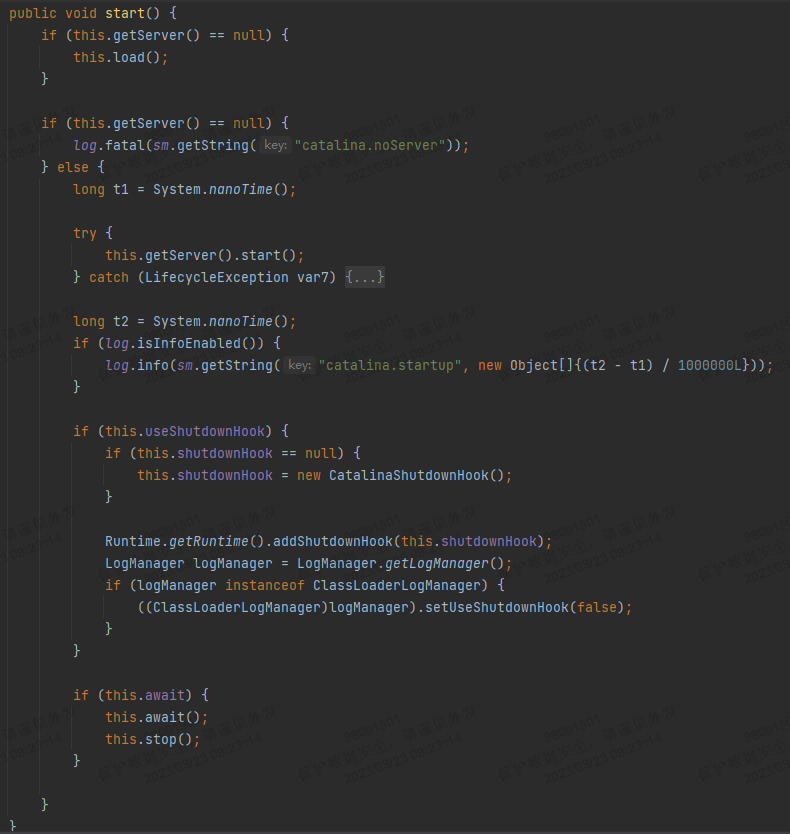 public void start() {
if (this.getServer() == null) {
this.load();
}
if (this.getServer() == null) {
log.fatal(sm.getString( key: "catalina.noServer"));
} else {
long t1 = System.nanoTime();
try {
this.getServer().start();
} catch (LifecycleException var7) {...}
long t2 = System.nanoTime();
if (log.isInfoEnabled()) {
log.info(sm.getString( key: "catalina.startup", new Object[]{(t2 - t1) / 1000000L}));
}
if (this.useShutdownHook) {
if (this.shutdownHook == null) {
this.shutdownHook = new CatalinaShutdownHook();
}
Runtime.getRuntime().addShutdownHook(this.shutdownHook);
LogManager logManager = LogManager.getLogManager();
if (logManager instanceof ClassLoaderLogManager) {
((ClassLoaderLogManager)logManager).setUseShutdownHook(false);
}
}
if (this.await) {
this.await();
this.stop();
}
}
}